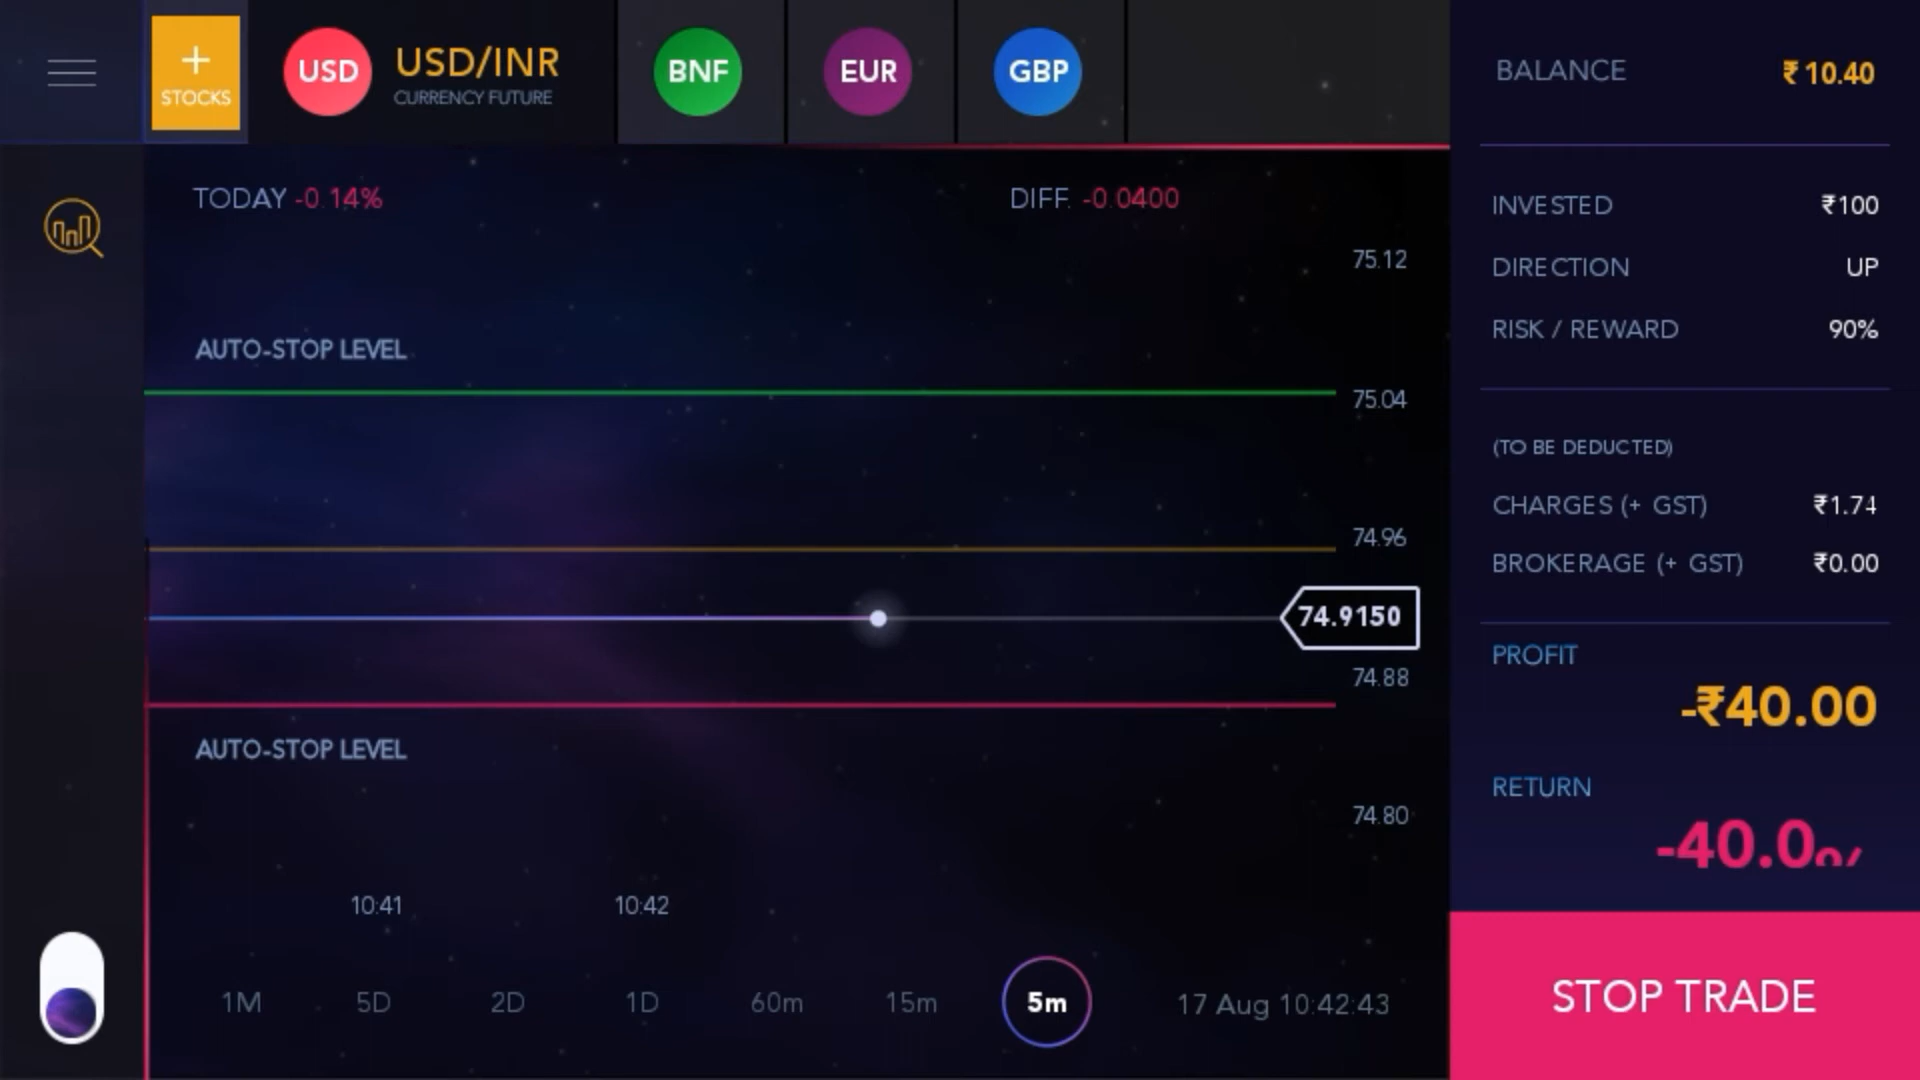 +
STOCKS
USD
USD/INR
CURRENCY FUTURE
BNF
EUR
GBP
BALANCE
₹ 10.40
TODAY -0.14%
DIFF. -0.0400
75.12
AUTO-STOP LEVEL
75.04
74.96
74.9150
74.88
AUTO-STOP LEVEL
74.80
10:41
10:42
1M
5D
2D
1D
60m
15m
5m
17 Aug 10:42:43
INVESTED
₹100
DIRECTION
UP
RISK / REWARD
90%
(TO BE DEDUCTED)
CHARGES (+ GST)
₹1.74
BROKERAGE (+ GST)
₹0.00
PROFIT
-₹40.00
RETURN
-40.0%
STOP TRADE